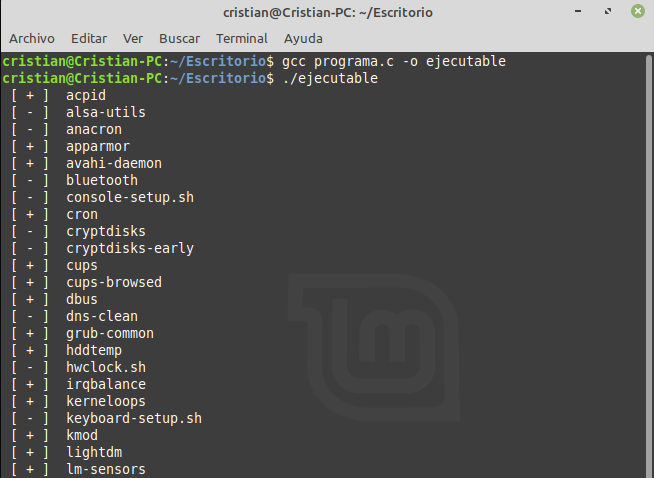 cristian@Cristian-PC: ~/Escritorio
Archivo Editar Ver Buscar Terminal Ayuda
cristian@Cristian-PC:~/Escritorio$ gcc programa.c -o ejecutable
cristian@Cristian-PC:~/Escritorio$ ./ejecutable
[ + ] acpid
[ - ] alsa-utils
[ - ] anacron
[ + ] apparmor
[ + ] avahi-daemon
[ - ] bluetooth
[ - ] console-setup.sh
[ + ] cron
[ - ] cryptdisks
[ - ] cryptdisks-early
[ + ] cups
[ + ] cups-browsed
[ + ] dbus
[ - ] dns-clean
[ + ] grub-common
[ + ] hddtemp
[ - ] hwclock.sh
[ + ] irqbalance
[ + ] kerneloops
[ - ] keyboard-setup.sh
[ + ] kmod
[ + ] lightdm
[ + ] lm-sensors